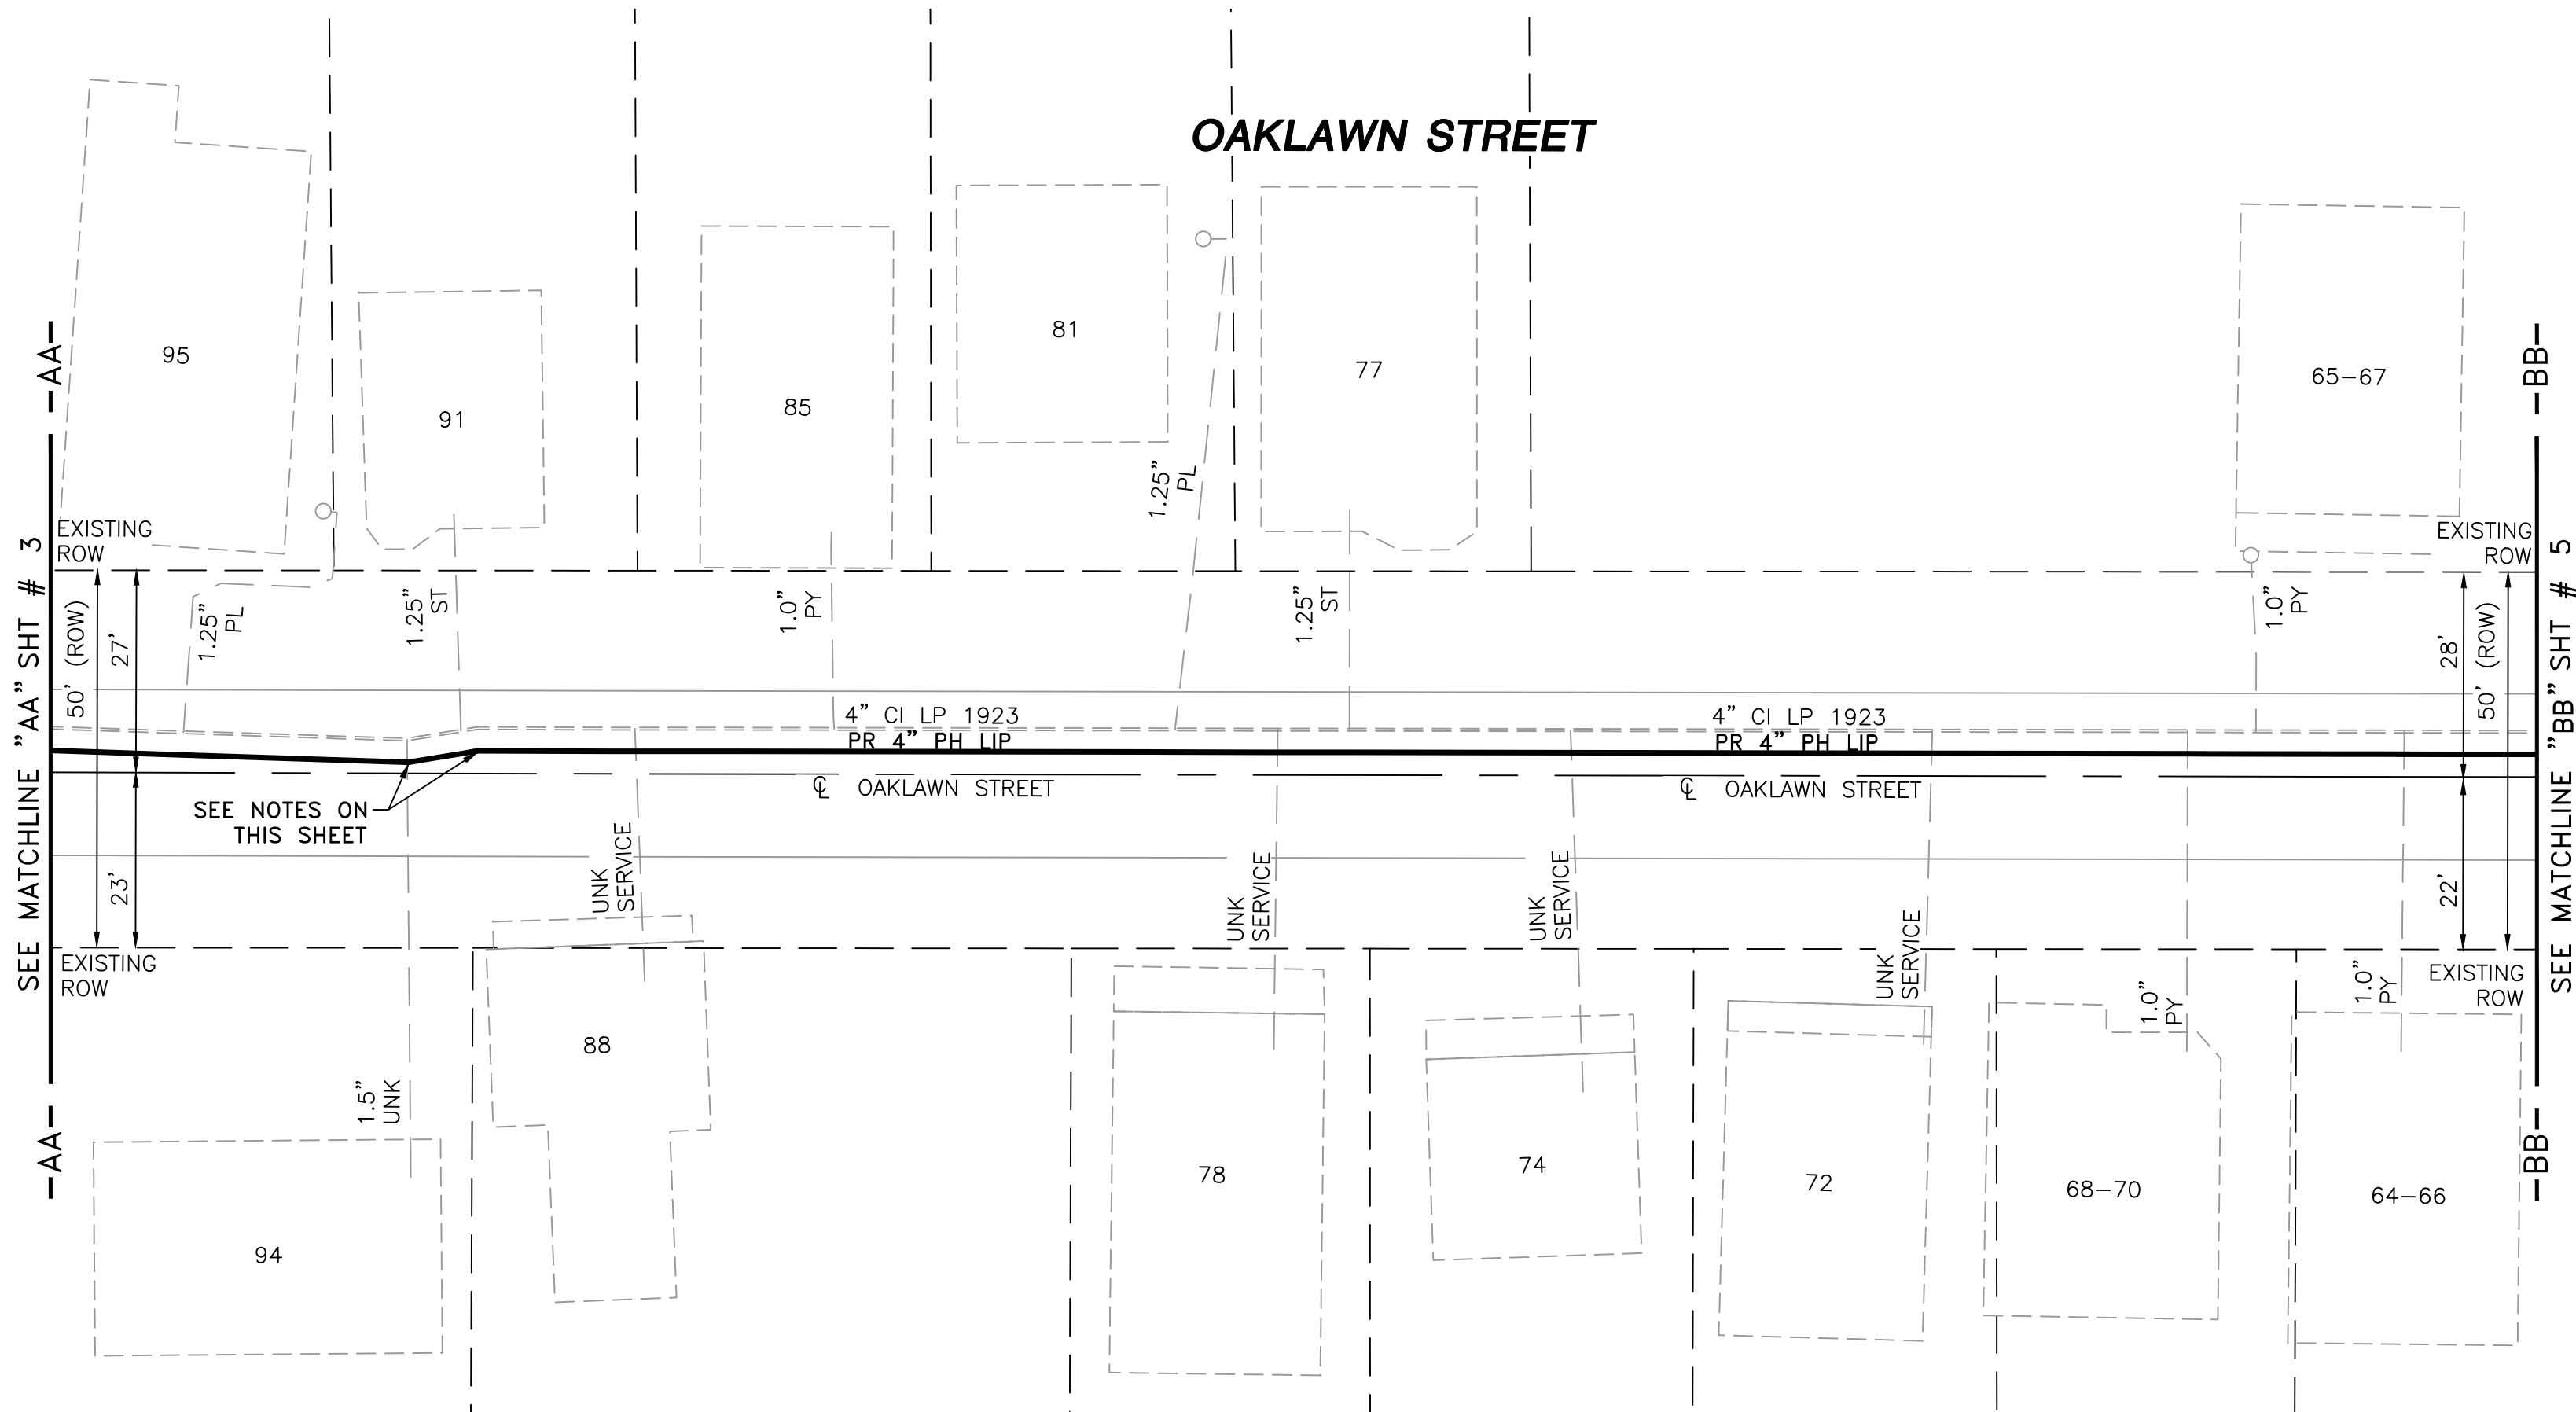 OAKLAWN STREET
95
91
85
81
77
65-67
AA
BB
1.25"
PL
EXISTING
ROW
EXISTING
ROW
SEE MATCHLINE "AA" SHT # 3
50' (ROW)
27'
1.25"
PL
1.25"
ST
1.0"
PY
1.25"
ST
1.0"
PY
28'
50' (ROW)
SEE MATCHLINE "BB" SHT # 5
4" CI LP 1923
PR 4" PH LIP
4" CI LP 1923
PR 4" PH LIP
℄ OAKLAWN STREET
℄ OAKLAWN STREET
SEE NOTES ON
THIS SHEET
23'
UNK
SERVICE
UNK
SERVICE
UNK
SERVICE
UNK
SERVICE
22'
EXISTING
ROW
1.0"
PY
1.0"
PY
EXISTING
ROW
1.5"
UNK
AA
BB
94
88
78
74
72
68-70
64-66